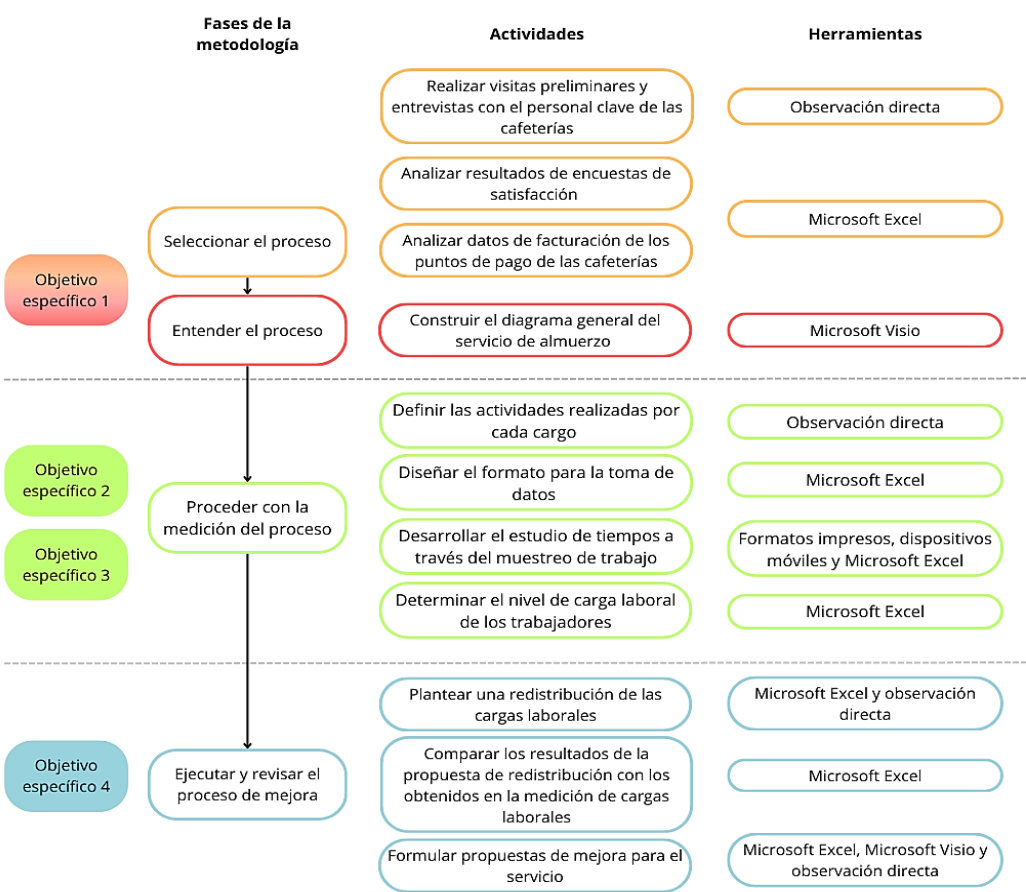 Fases de la
metodología
Actividades
Herramientas
Realizar visitas preliminares y
entrevistas con el personal clave de las
cafeterías
Observación directa
Analizar resultados de encuestas de
satisfacción
Microsoft Excel
Seleccionar el proceso
Analizar datos de facturación de los
puntos de pago de las cafeterías
Objetivo
específico 1
Entender el proceso
Construir el diagrama general del
servicio de almuerzo
Microsoft Visio
Definir las actividades realizadas por
cada cargo
Observación directa
Objetivo
específico 2
Diseñar el formato para la toma de
datos
Microsoft Excel
Proceder con la
medición del proceso
Objetivo
específico 3
Desarrollar el estudio de tiempos a
través del muestreo de trabajo
Formatos impresos, dispositivos
móviles y Microsoft Excel
Determinar el nivel de carga laboral
de los trabajadores
Microsoft Excel
Plantear una redistribución de las
cargas laborales
Microsoft Excel y observación
directa
Objetivo
específico 4
Ejecutar y revisar el
proceso de mejora
Comparar los resultados de la
propuesta de redistribución con los
obtenidos en la medición de cargas
laborales
Microsoft Excel
Formular propuestas de mejora para el
servicio
Microsoft Excel, Microsoft Visio y
observación directa